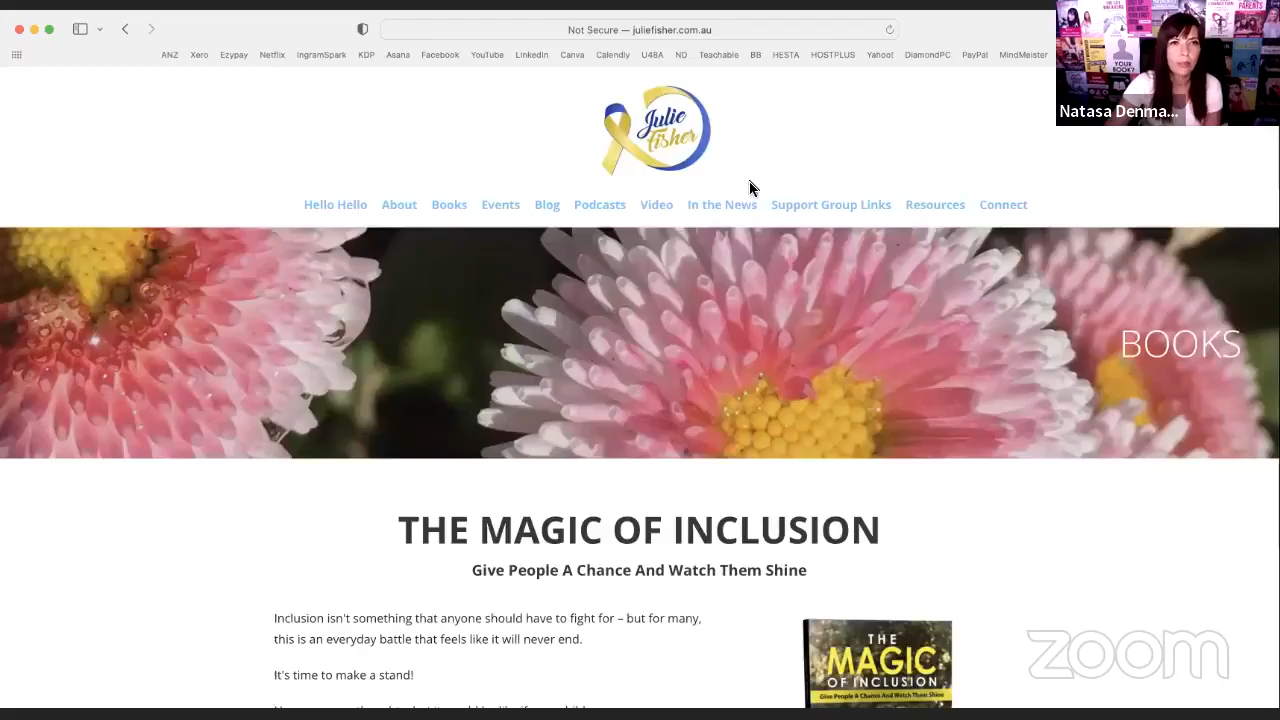 Not Secure — juliefisher.com.au
ANZ Xero Ezypay Netflix IngramSpark Asana Facebook YouTube LinkedIn Canva Calendly U48A ND Teachable BB HESTA HOSTPLUS Yahoo! DiamondPC PayPal MindMeister
YOUR
BOOK?
PARENTS
Natasa Denma...
Julie
Fisher
Hello Hello About Books Events Blog Podcasts Video In the News Support Group Links Resources Connect
BOOKS
THE MAGIC OF INCLUSION
Give People A Chance And Watch Them Shine
Inclusion isn't something that anyone should have to fight for – but for many,
this is an everyday battle that feels like it will never end.
It's time to make a stand!
THE
MAGIC
OF INCLUSION
Give People A Chance And Watch Them Shine
zoom